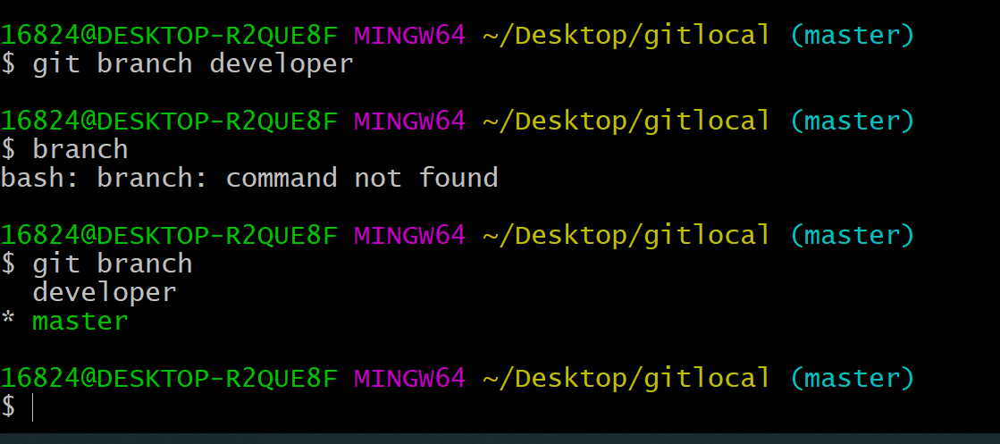 16824@DESKTOP-R2QUE8F MINGW64 ~/Desktop/gitlocal (master)
$ git branch developer
16824@DESKTOP-R2QUE8F MINGW64 ~/Desktop/gitlocal (master)
$ branch
bash: branch: command not found
16824@DESKTOP-R2QUE8F MINGW64 ~/Desktop/gitlocal (master)
$ git branch
  developer
* master
16824@DESKTOP-R2QUE8F MINGW64 ~/Desktop/gitlocal (master)
$